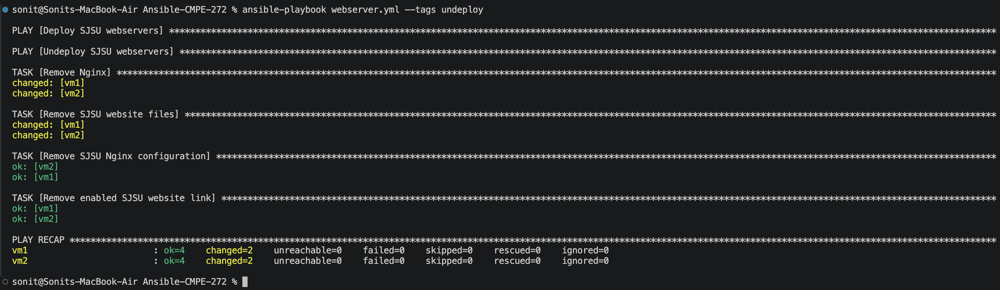 sonit@Sonits-MacBook-Air Ansible-CMPE-272 % ansible-playbook webserver.yml --tags undeploy
PLAY [Deploy SJSU webservers] **************************************************************************************************************************************************************
PLAY [Undeploy SJSU webservers] ************************************************************************************************************************************************************
TASK [Remove Nginx] ************************************************************************************************************************************************************************
changed: [vm1]
changed: [vm2]
TASK [Remove SJSU website files] ***********************************************************************************************************************************************************
changed: [vm1]
changed: [vm2]
TASK [Remove SJSU Nginx configuration] *****************************************************************************************************************************************************
ok: [vm2]
ok: [vm1]
TASK [Remove enabled SJSU website link] ****************************************************************************************************************************************************
ok: [vm1]
ok: [vm2]
PLAY RECAP *********************************************************************************************************************************************************************************
vm1                        : ok=4    changed=2    unreachable=0    failed=0    skipped=0    rescued=0    ignored=0
vm2                        : ok=4    changed=2    unreachable=0    failed=0    skipped=0    rescued=0    ignored=0
sonit@Sonits-MacBook-Air Ansible-CMPE-272 %